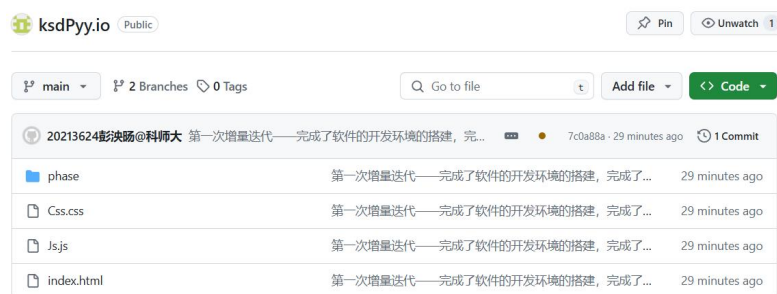 ksdPyy.io Public Pin Unwatch 1
main 2 Branches 0 Tags Go to file t Add file Code
20213624彭泱旸@科师大 第一次增量迭代——完成了软件的开发环境的搭建，完... 7c0a88a · 29 minutes ago 1 Commit
phase 第一次增量迭代——完成了软件的开发环境的搭建，完成了... 29 minutes ago
Css.css 第一次增量迭代——完成了软件的开发环境的搭建，完成了... 29 minutes ago
Js.js 第一次增量迭代——完成了软件的开发环境的搭建，完成了... 29 minutes ago
index.html 第一次增量迭代——完成了软件的开发环境的搭建，完成了... 29 minutes ago